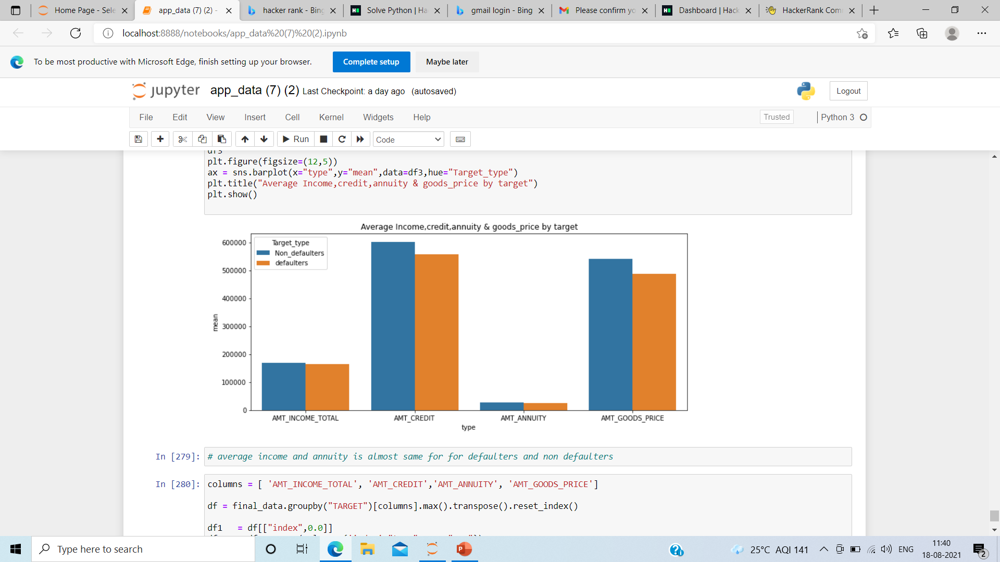 Home Page - Sele
app_data (7) (2) -
hacker rank - Bing
Solve Python | Ha
gmail login - Bing
Please confirm yo
Dashboard | Hack
HackerRank Com
localhost:8888/notebooks/app_data%20(7)%20(2).ipynb
To be most productive with Microsoft Edge, finish setting up your browser.
Complete setup
Maybe later
jupyter
app_data (7) (2) Last Checkpoint: a day ago (autosaved)
Logout
File Edit View Insert Cell Kernel Widgets Help
Trusted
Python 3
Run
Code
df3
plt.figure(figsize=(12,5))
ax = sns.barplot(x="type",y="mean",data=df3,hue="Target_type")
plt.title("Average Income,credit,annuity & goods_price by target")
plt.show()
Average Income,credit,annuity & goods_price by target
Target_type
Non_defaulters
defaulters
600000
500000
400000
300000
200000
100000
0
mean
AMT_INCOME_TOTAL
AMT_CREDIT
AMT_ANNUITY
AMT_GOODS_PRICE
type
In [279]: # average income and annuity is almost same for for defaulters and non defaulters
In [280]: columns = [ 'AMT_INCOME_TOTAL', 'AMT_CREDIT','AMT_ANNUITY', 'AMT_GOODS_PRICE']
df = final_data.groupby("TARGET")[columns].max().transpose().reset_index()
df1 = df[["index",0.0]]
Type here to search
25°C AQI 141
ENG
11:40
18-08-2021
2